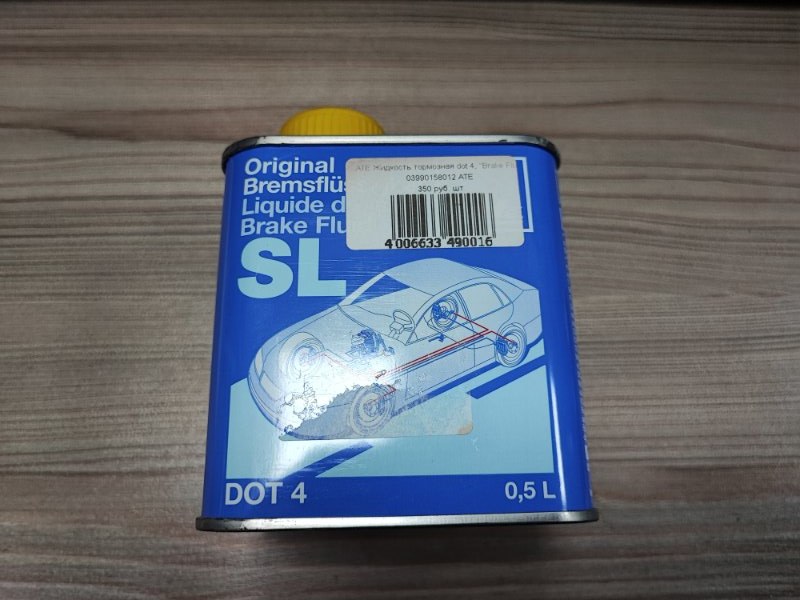 Original
Bremsflüs
Liquide d
Brake Flu
SL
ATE Жидкость тормозная dot 4, "Brake Fl
03990158012 ATE
350 руб. шт
4 006633 490016
DOT 4
0,5 L